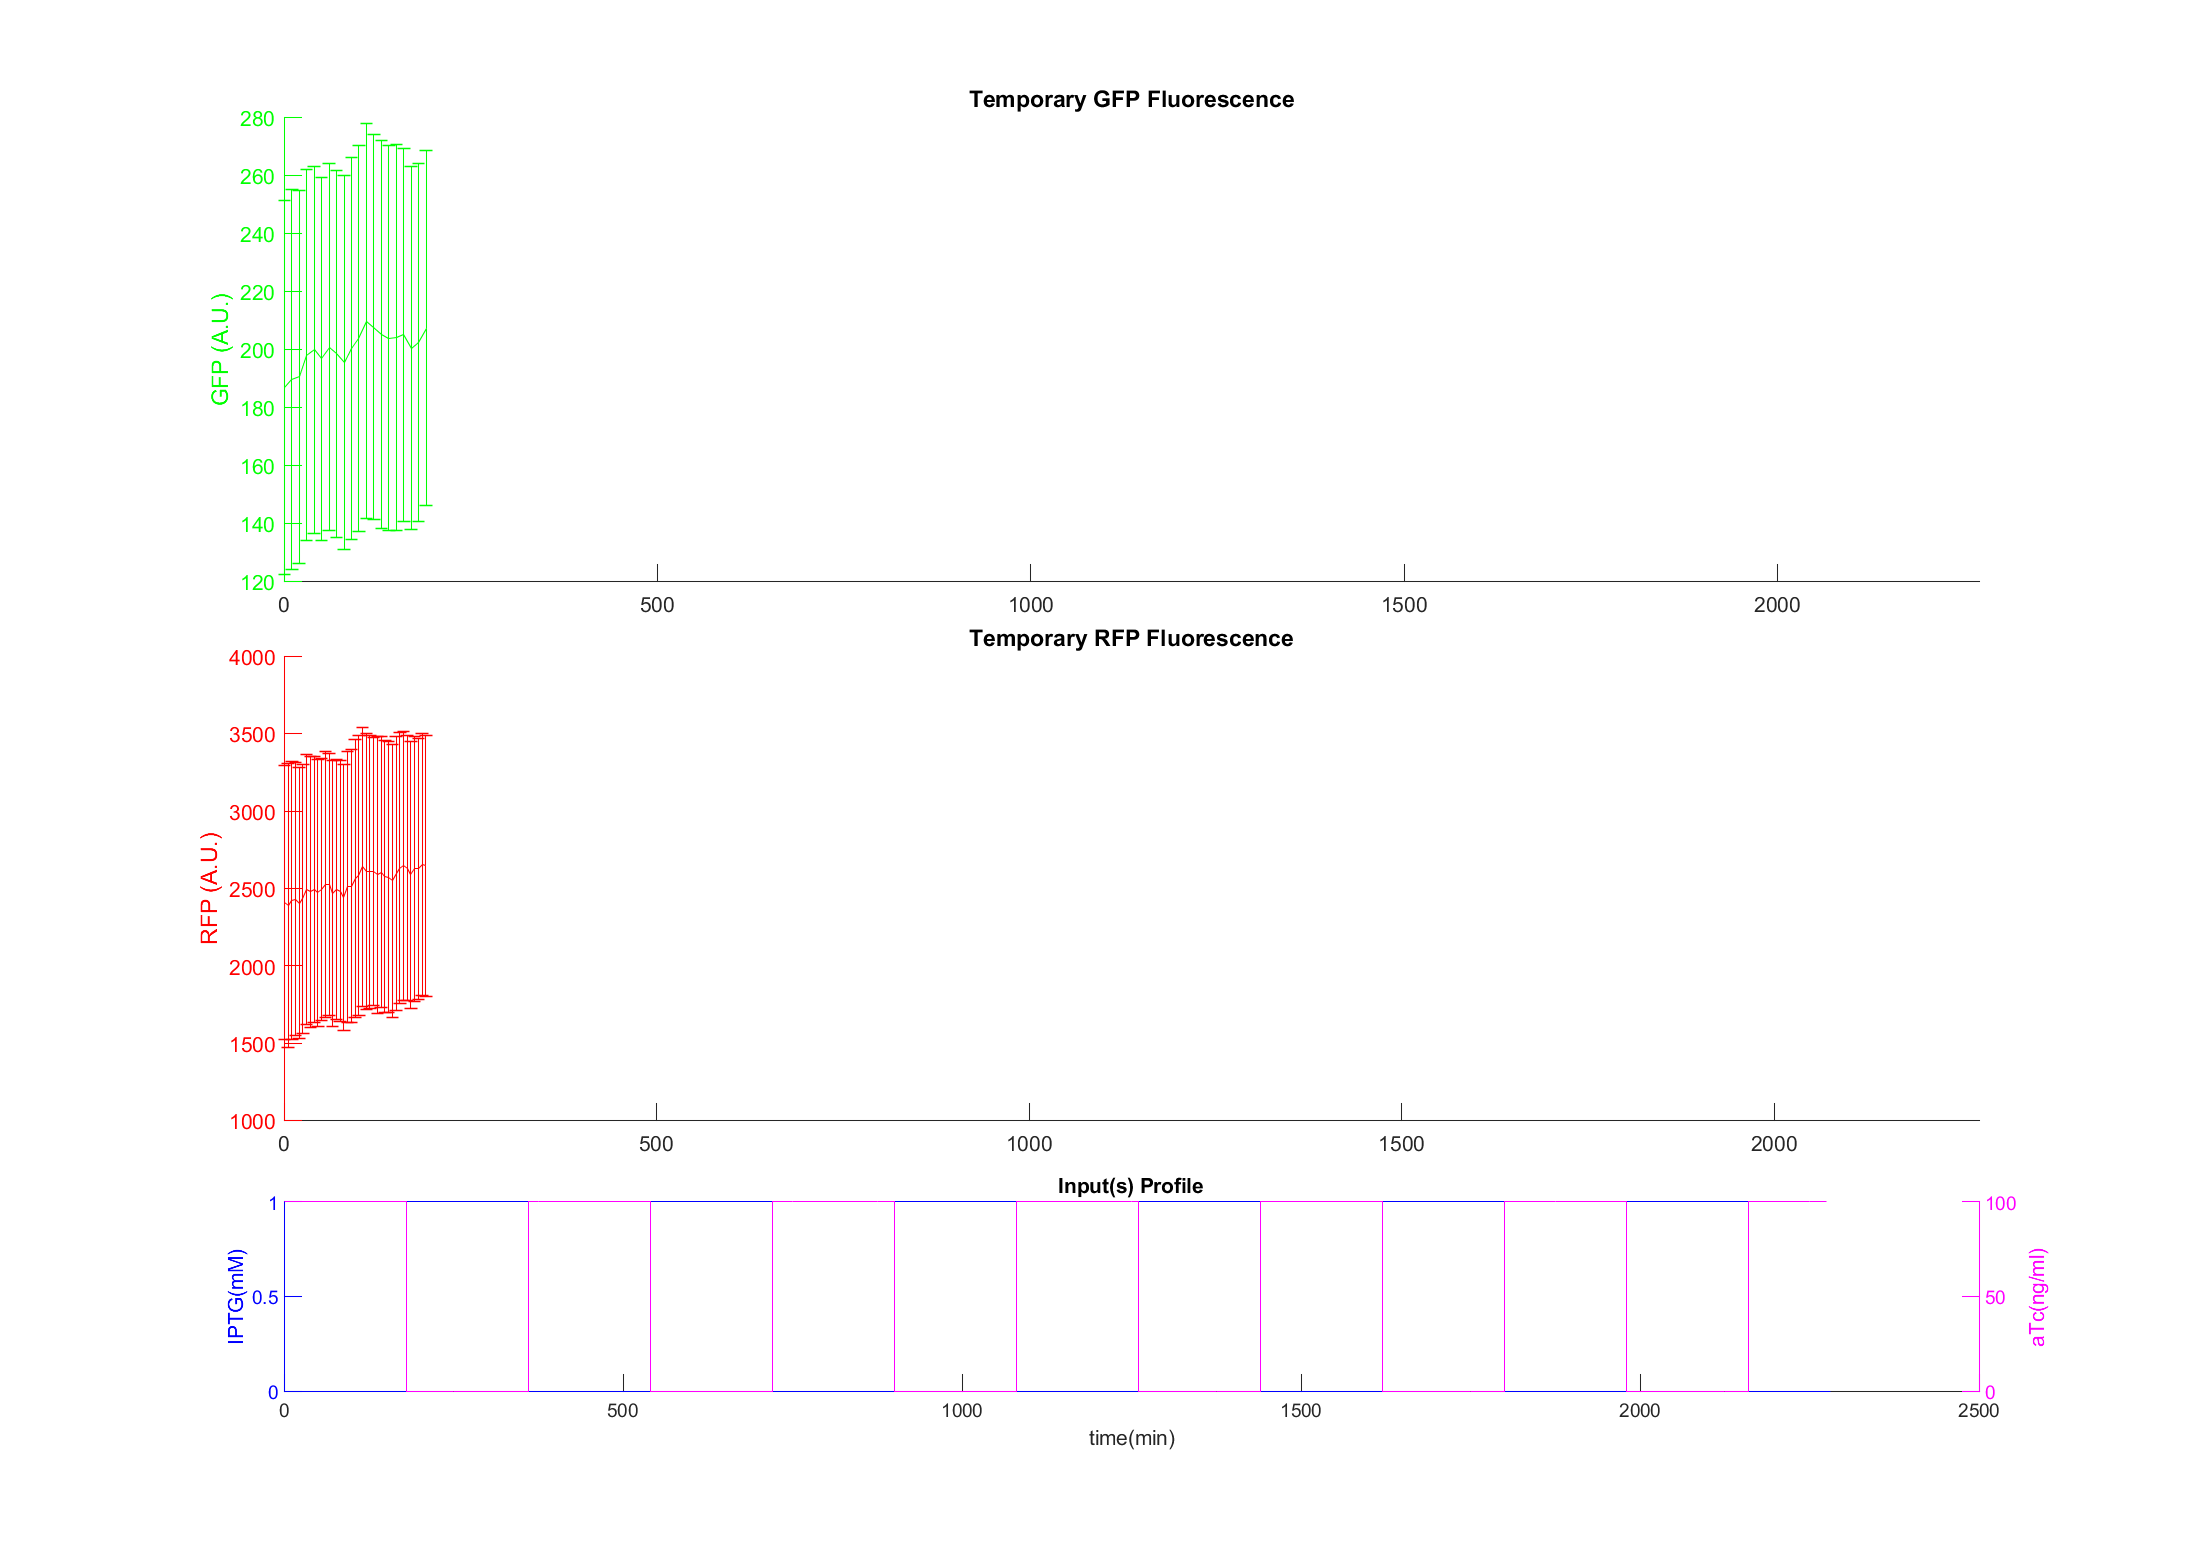 Temporary GFP Fluorescence
280
260
240
220
200
180
160
140
120
GFP (A.U.)
0 500 1000 1500 2000
Temporary RFP Fluorescence
4000
3500
3000
2500
2000
1500
1000
RFP (A.U.)
0 500 1000 1500 2000
Input(s) Profile
1
0.5
0
IPTG(mM)
100
50
0
aTc(ng/ml)
0 500 1000 1500 2000 2500
time(min)